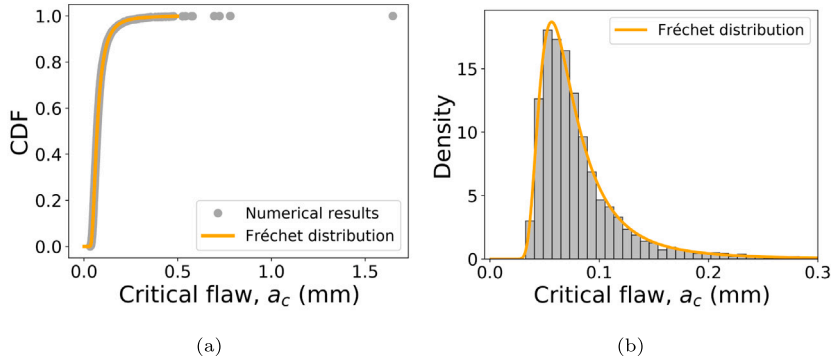 1.0
0.8
0.6
0.4
0.2
0.0
CDF
Numerical results
Fréchet distribution
0.0 0.5 1.0 1.5
Critical flaw, a_c (mm)
(a)
Fréchet distribution
15
10
5
0
Density
0.0 0.1 0.2 0.3
Critical flaw, a_c (mm)
(b)